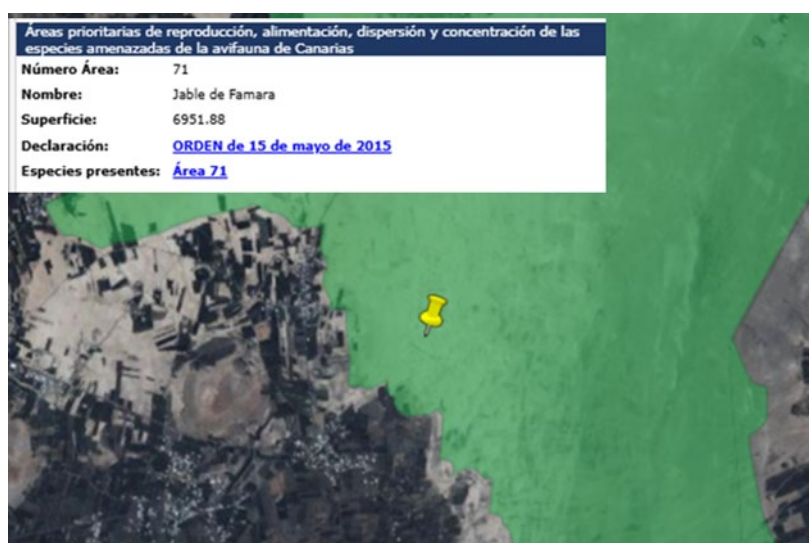 Áreas prioritarias de reproducción, alimentación, dispersión y concentración de las
especies amenazadas de la avifauna de Canarias
Número Área: 71
Nombre: Jable de Famara
Superficie: 6951.88
Declaración: ORDEN de 15 de mayo de 2015
Especies presentes: Área 71